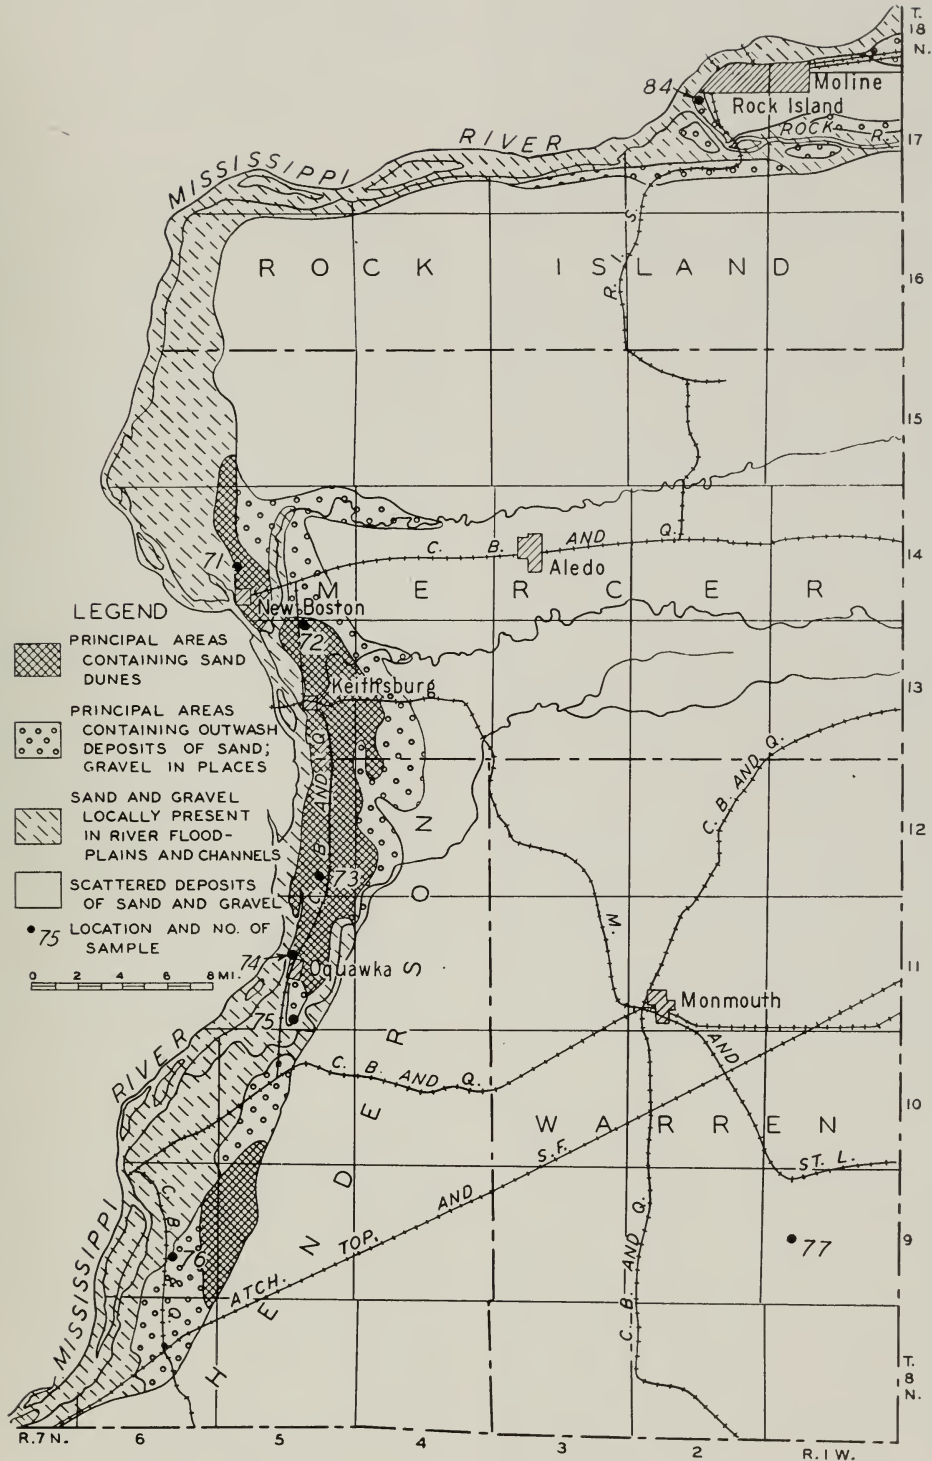 T.
18
N.
84
Moline
Rock Island
ROCK R.
17
MISSISSIPPI RIVER
R. I. S.
ROCK ISLAND
16
15
C. B. AND Q.
14
Aledo
71
MERCER
New Boston
LEGEND
PRINCIPAL AREAS
CONTAINING SAND
DUNES
PRINCIPAL AREAS
CONTAINING OUTWASH
DEPOSITS OF SAND;
GRAVEL IN PLACES
SAND AND GRAVEL
LOCALLY PRESENT
IN RIVER FLOOD-
PLAINS AND CHANNELS
SCATTERED DEPOSITS
OF SAND AND GRAVEL
•75 LOCATION AND NO. OF
SAMPLE
0 2 4 6 8 MI.
72
Keithsburg
13
C. B. AND Q.
C. B. AND Q.
12
73
M. AND ST. L.
74
Oquawka
11
Monmouth
75
C. B. AND Q.
10
WARREN
HENDERSON
ATCH. TOP. AND S.F.
C. B. AND Q.
77
9
76
C. B. & Q.
MISSISSIPPI RIVER
T.
8
N.
R.7 N. 6 5 4 3 2 R.1 W.